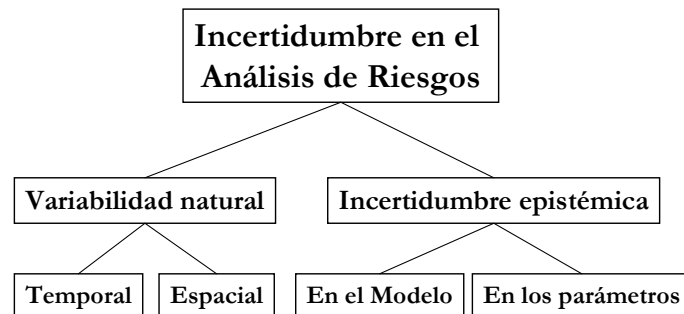 Incertidumbre en el
Análisis de Riesgos
Variabilidad natural
Incertidumbre epistémica
Temporal
Espacial
En el Modelo
En los parámetros